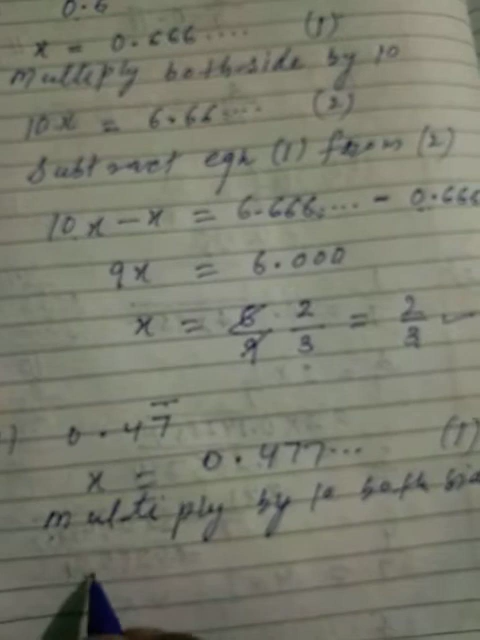 0.6
x = 0.666.... (1)
Multiply both side by 10
10x = 6.66... (2)
Subtract eqn (1) from (2)
10x - x = 6.666.... - 0.666
9x = 6.000
x = 6/9 2/3 = 2/3
) 0.47̅
x = 0.477... (1)
Multiply by 10 both sid